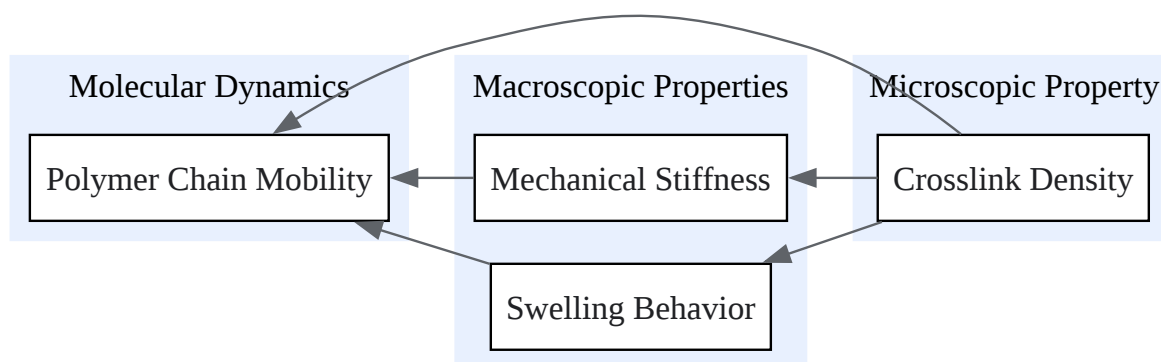 Molecular Dynamics
Macroscopic Properties
Microscopic Property
Polymer Chain Mobility
Mechanical Stiffness
Crosslink Density
Swelling Behavior